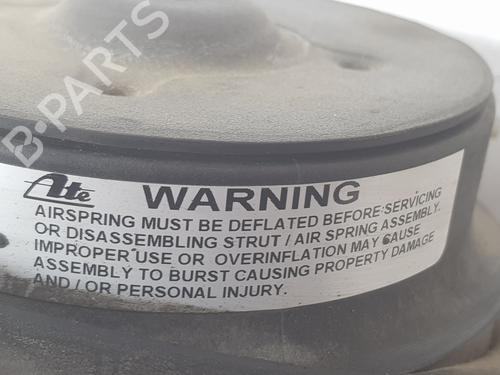 B-PARTS
Ate WARNING
AIRSPRING MUST BE DEFLATED BEFORE SERVICING
OR DISASSEMBLING STRUT / AIR SPRING ASSEMBLY.
IMPROPER USE OR OVERINFLATION MAY CAUSE
ASSEMBLY TO BURST CAUSING PROPERTY DAMAGE
AND / OR PERSONAL INJURY.